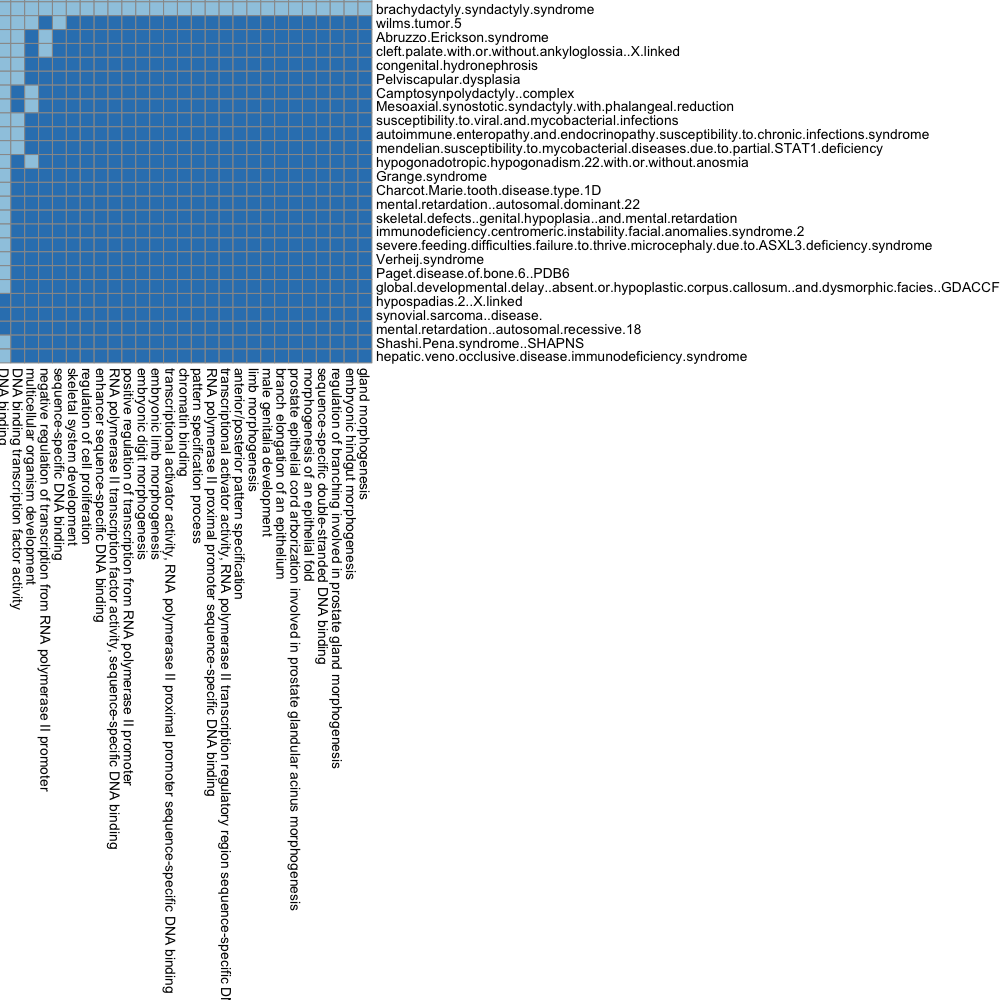 brachydactyly.syndactyly.syndrome
wilms.tumor.5
Abruzzo.Erickson.syndrome
cleft.palate.with.or.without.ankyloglossia..X.linked
congenital.hydronephrosis
Pelviscapular.dysplasia
Camptosynpolydactyly..complex
Mesoaxial.synostotic.syndactyly.with.phalangeal.reduction
susceptibility.to.viral.and.mycobacterial.infections
autoimmune.enteropathy.and.endocrinopathy.susceptibility.to.chronic.infections.syndrome
mendelian.susceptibility.to.mycobacterial.diseases.due.to.partial.STAT1.deficiency
hypogonadotropic.hypogonadism.22.with.or.without.anosmia
Grange.syndrome
Charcot.Marie.tooth.disease.type.1D
mental.retardation..autosomal.dominant.22
skeletal.defects..genital.hypoplasia..and.mental.retardation
immunodeficiency.centromeric.instability.facial.anomalies.syndrome.2
severe.feeding.difficulties.failure.to.thrive.microcephaly.due.to.ASXL3.deficiency.syndrome
Verheij.syndrome
Paget.disease.of.bone.6..PDB6
global.developmental.delay..absent.or.hypoplastic.corpus.callosum..and.dysmorphic.facies..GDACCF
hypospadias.2..X.linked
synovial.sarcoma..disease.
mental.retardation..autosomal.recessive.18
Shashi.Pena.syndrome..SHAPNS
hepatic.veno.occlusive.disease.immunodeficiency.syndrome
DNA binding
DNA binding transcription factor activity
multicellular organism development
negative regulation of transcription from RNA polymerase II promoter
sequence-specific DNA binding
skeletal system development
regulation of cell proliferation
enhancer sequence-specific DNA binding
RNA polymerase II transcription factor activity, sequence-specific DNA binding
positive regulation of transcription from RNA polymerase II promoter
embryonic digit morphogenesis
embryonic limb morphogenesis
transcriptional activator activity, RNA polymerase II proximal promoter sequence-specific DNA binding
chromatin binding
pattern specification process
RNA polymerase II proximal promoter sequence-specific DNA binding
transcriptional activator activity, RNA polymerase II transcription regulatory region sequence-specific DN
anterior/posterior pattern specification
limb morphogenesis
male genitalia development
branch elongation of an epithelium
prostate epithelial cord arborization involved in prostate glandular acinus morphogenesis
morphogenesis of an epithelial fold
sequence-specific double-stranded DNA binding
regulation of branching involved in prostate gland morphogenesis
embryonic hindgut morphogenesis
gland morphogenesis